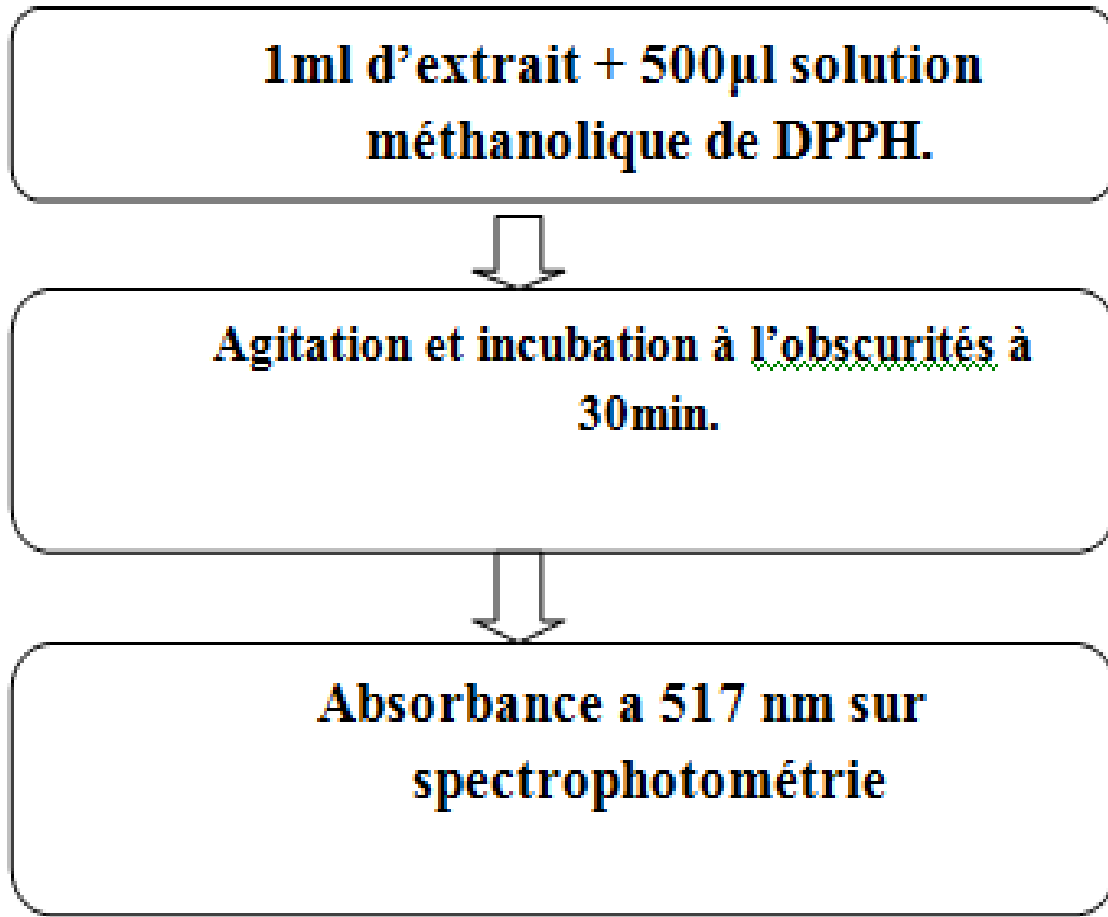 1ml d’extrait + 500µl solution
méthanolique de DPPH.
Agitation et incubation à l’obscurités à
30min.
Absorbance a 517 nm sur
spectrophotométrie